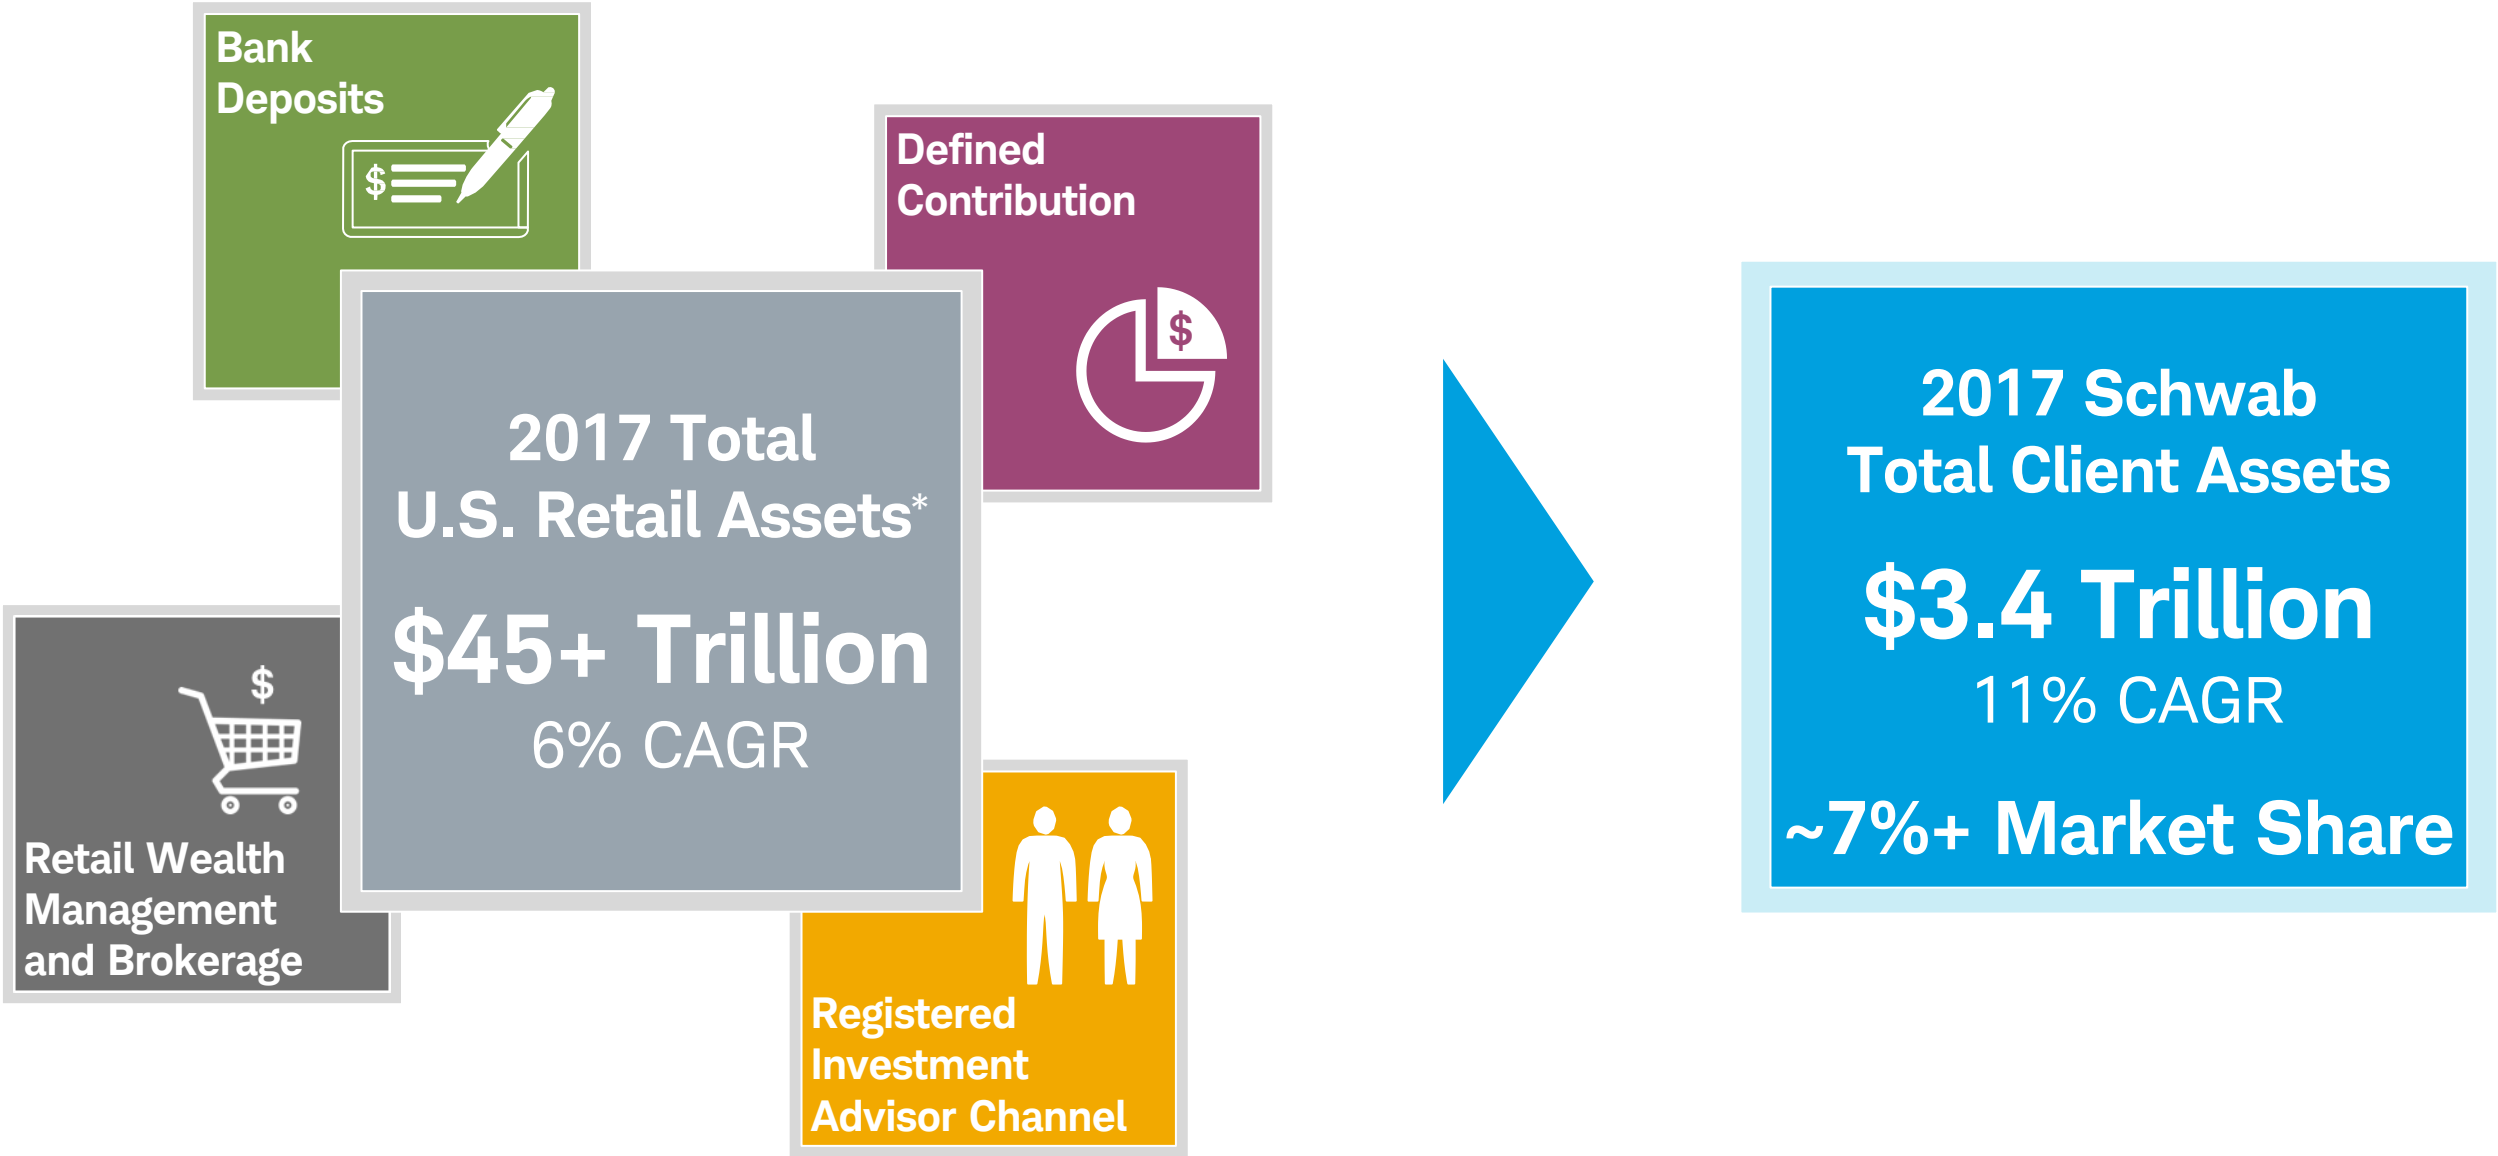 Bank
Deposits
$
Defined
Contribution
$
2017 Total
U.S. Retail Assets*
$45+ Trillion
6% CAGR
$
Retail Wealth
Management
and Brokerage
Registered
Investment
Advisor Channel
2017 Schwab
Total Client Assets
$3.4 Trillion
11% CAGR
~7%+ Market Share